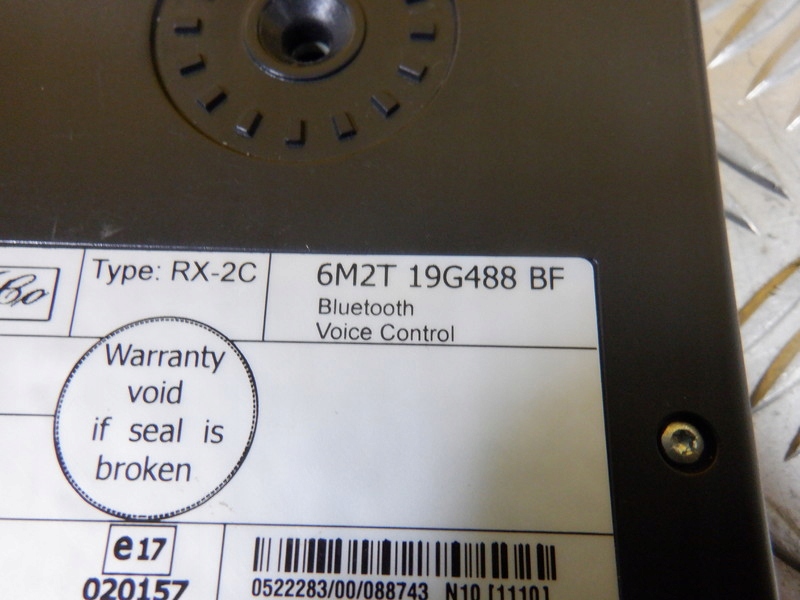 Type: RX-2C
6M2T 19G488 BF
Bluetooth
Voice Control
Warranty
void
if seal is
broken
e17
020157
0522283/00/088743 N10 [1110]